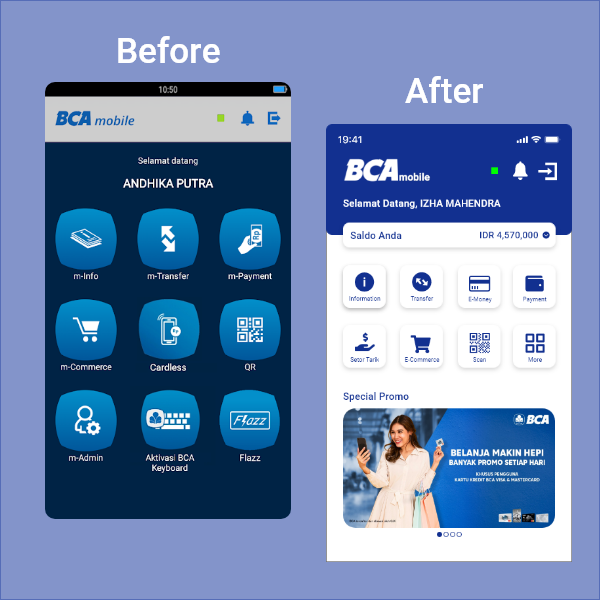 Before
10:50
BCA mobile
Selamat datang
ANDHIKA PUTRA
m-Info
m-Transfer
m-Payment
m-Commerce
Cardless
QR
m-Admin
Aktivasi BCA
Keyboard
Flazz
Flazz
After
19:41
BCA mobile
Selamat Datang, IZHA MAHENDRA
Saldo Anda
IDR 4,570,000
Information
Transfer
E-Money
Payment
Setor Tarik
E-Commerce
Scan
More
Special Promo
BCA
BELANJA MAKIN HEPI
BANYAK PROMO SETIAP HARI
KHUSUS PENGGUNA
KARTU KREDIT BCA VISA & MASTERCARD